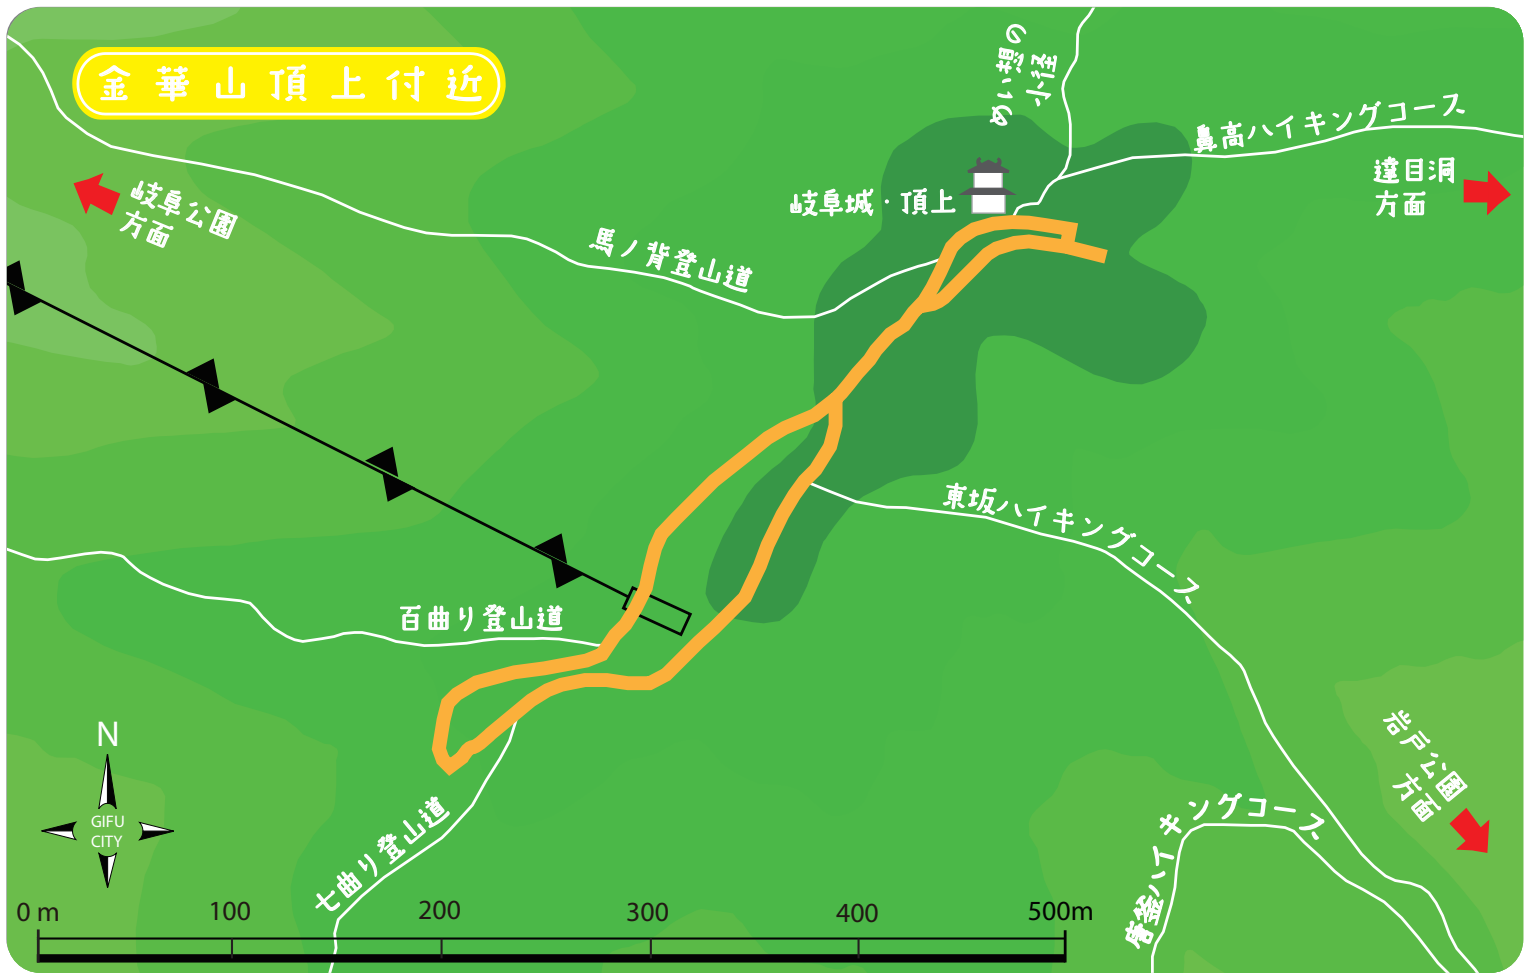 金華山頂上付近
めい想の
小径
鼻高ハイキングコース
達目洞
方面
岐阜公園
方面
岐阜城・頂上
馬ノ背登山道
東坂ハイキングコース
百曲り登山道
岩戸公園
方面
七曲り登山道
唐釜ハイキングコース
N
GIFU
CITY
0 m 100 200 300 400 500m